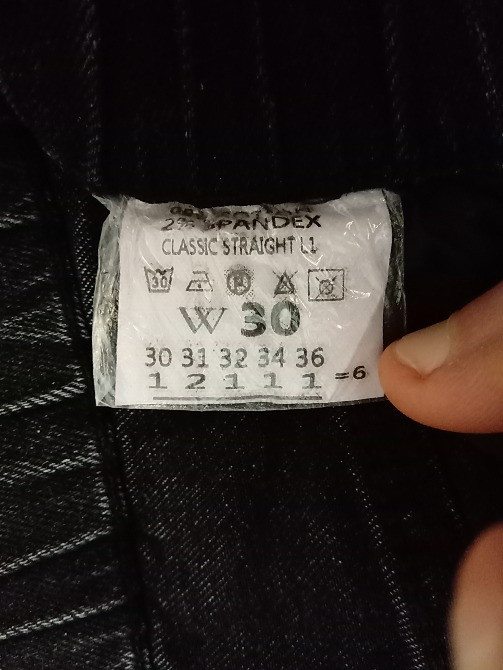 2% SPANDEX
CLASSIC STRAIGHT L1
30
W 30
30 31 32 34 36
1 2 1 1 1 =6